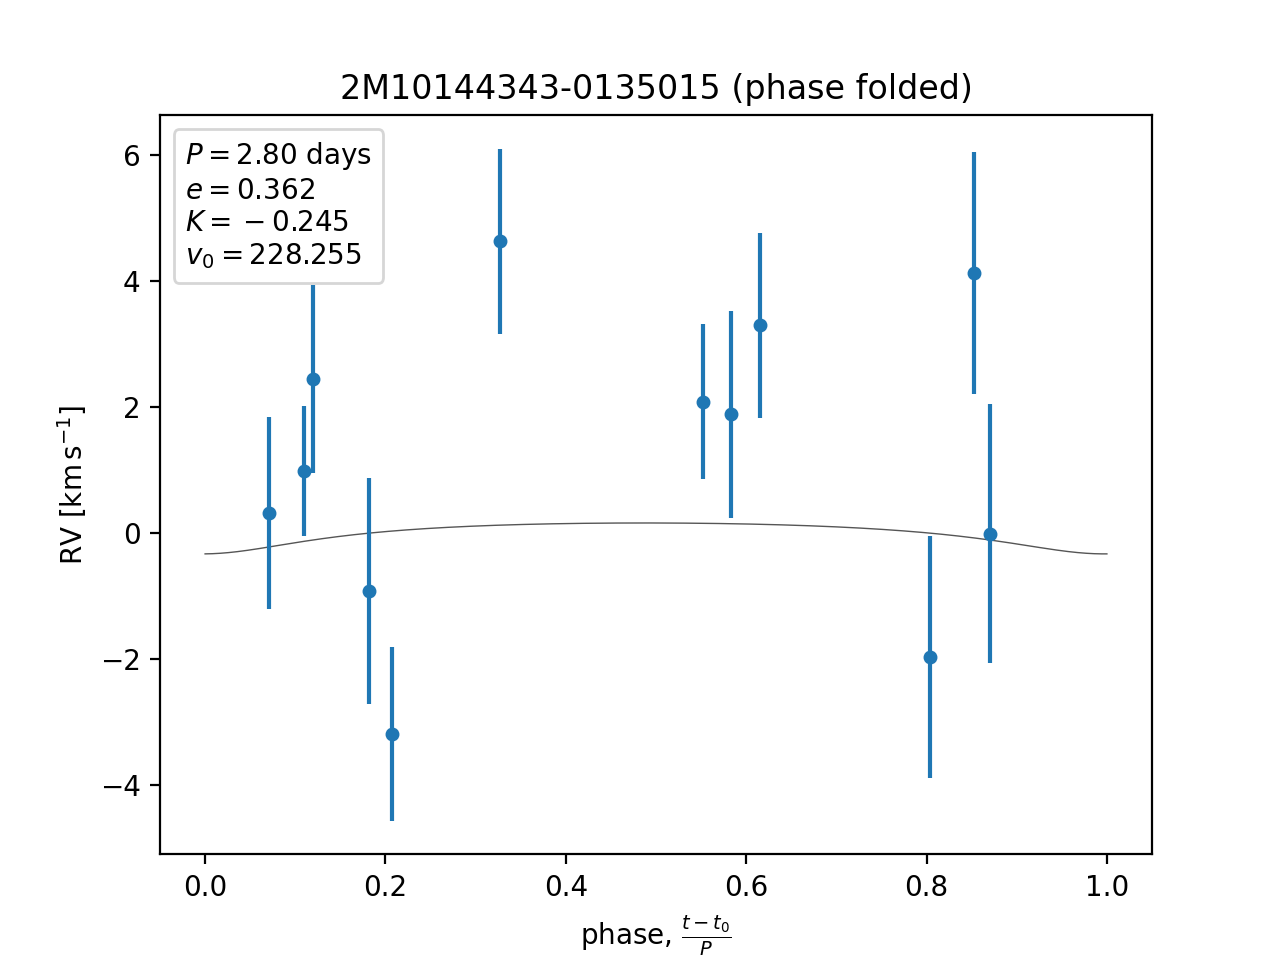 2M10144343-0135015 (phase folded)
P = 2.80 days
e = 0.362
K = −0.245
v₀ = 228.255
6
4
2
0
−2
−4
RV [km s⁻¹]
0.0 0.2 0.4 0.6 0.8 1.0
phase, (t − t₀)/P